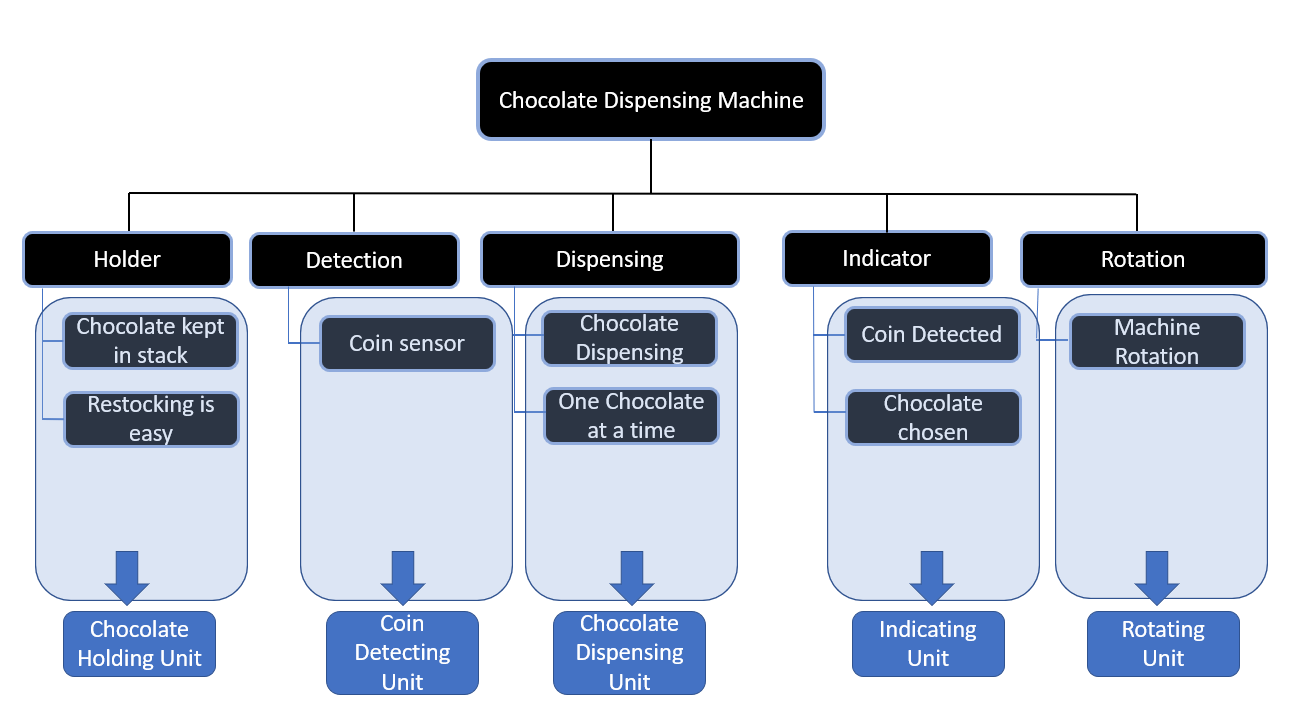 Chocolate Dispensing Machine
Holder
Detection
Dispensing
Indicator
Rotation
Chocolate kept
in stack
Restocking is
easy
Coin sensor
Chocolate
Dispensing
One Chocolate
at a time
Coin Detected
Chocolate
chosen
Machine
Rotation
Chocolate
Holding Unit
Coin
Detecting
Unit
Chocolate
Dispensing
Unit
Indicating
Unit
Rotating
Unit